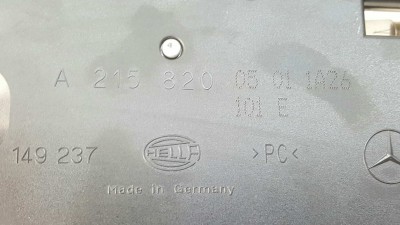 A 215 820 05 01 1A26
101 E
149 237 HELLA >PC<
Made in Germany